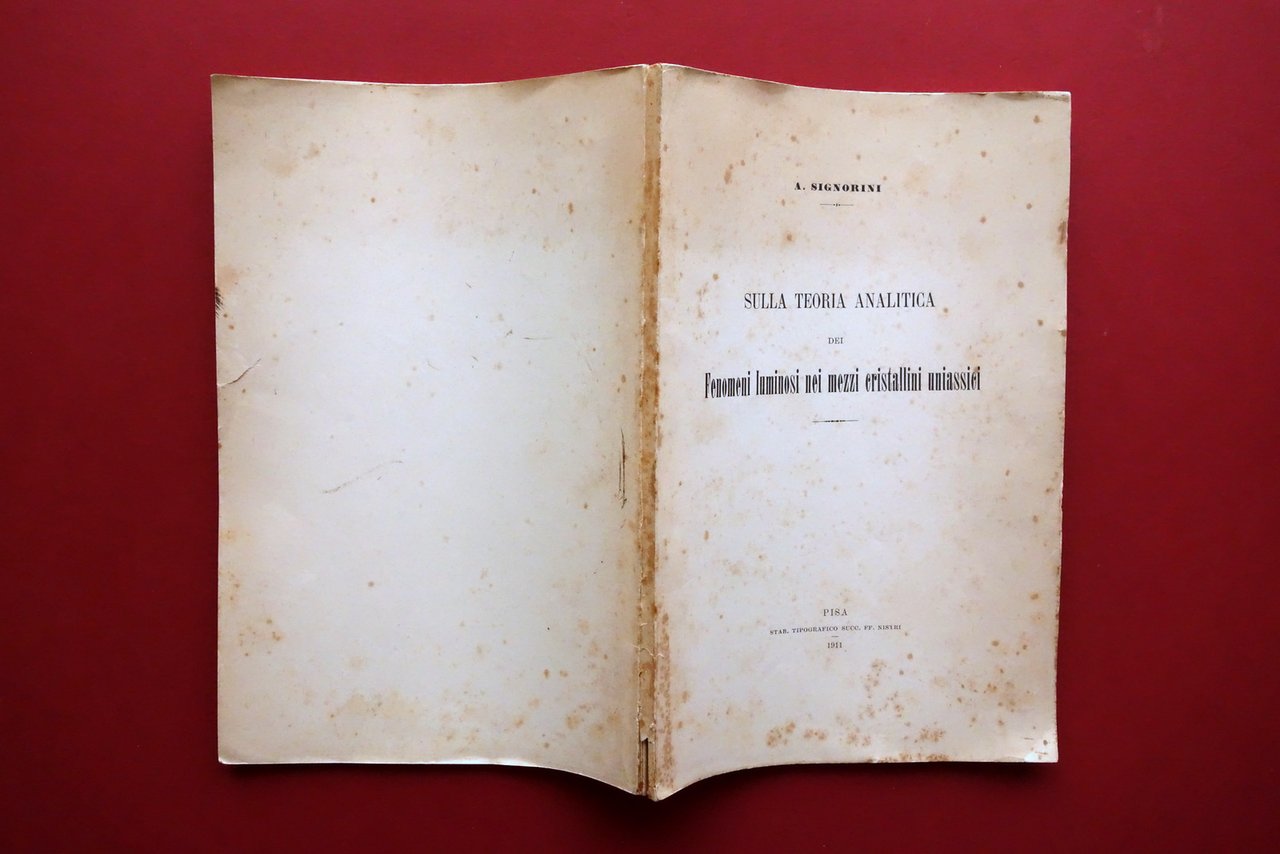 A. SIGNORINI
SULLA TEORIA ANALITICA
DEI
Fenomeni luminosi nei mezzi cristallini uniassici
PISA
STAB. TIPOGRAFICO SUCC. FF. NISTRI
1911